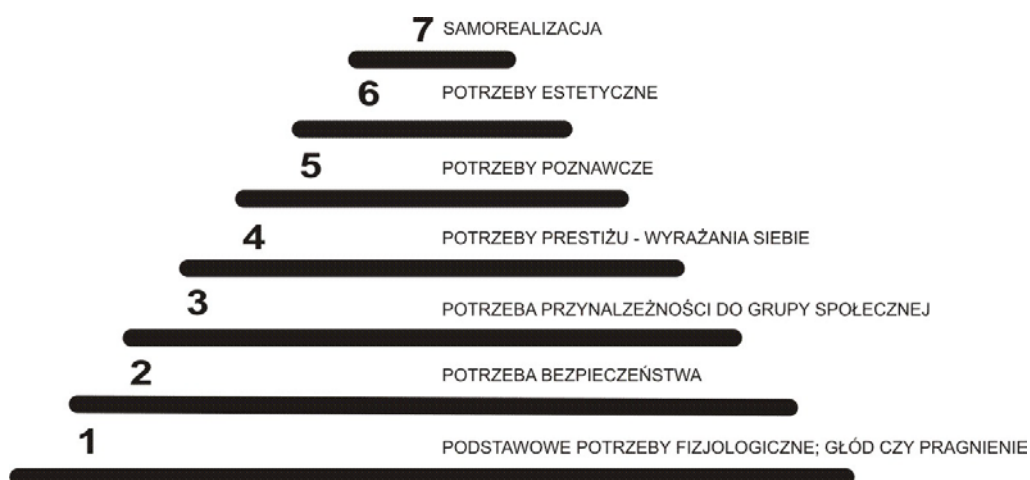 7 SAMOREALIZACJA
6 POTRZEBY ESTETYCZNE
5 POTRZEBY POZNAWCZE
4 POTRZEBY PRESTIŻU - WYRAŻANIA SIEBIE
3 POTRZEBA PRZYNALZEŻNOŚCI DO GRUPY SPOŁECZNEJ
2 POTRZEBA BEZPIECZEŃSTWA
1 PODSTAWOWE POTRZEBY FIZJOLOGICZNE; GŁÓD CZY PRAGNIENIE